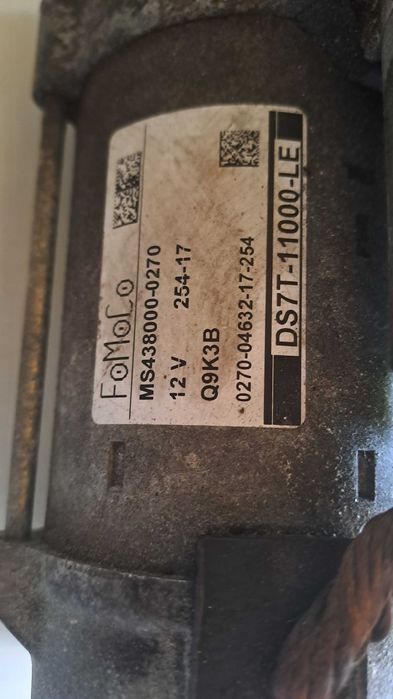 FoMoCo
MS438000-0270
12 V 254-17
Q9K3B
0270-04632-17-254
DS7T-11000-LE